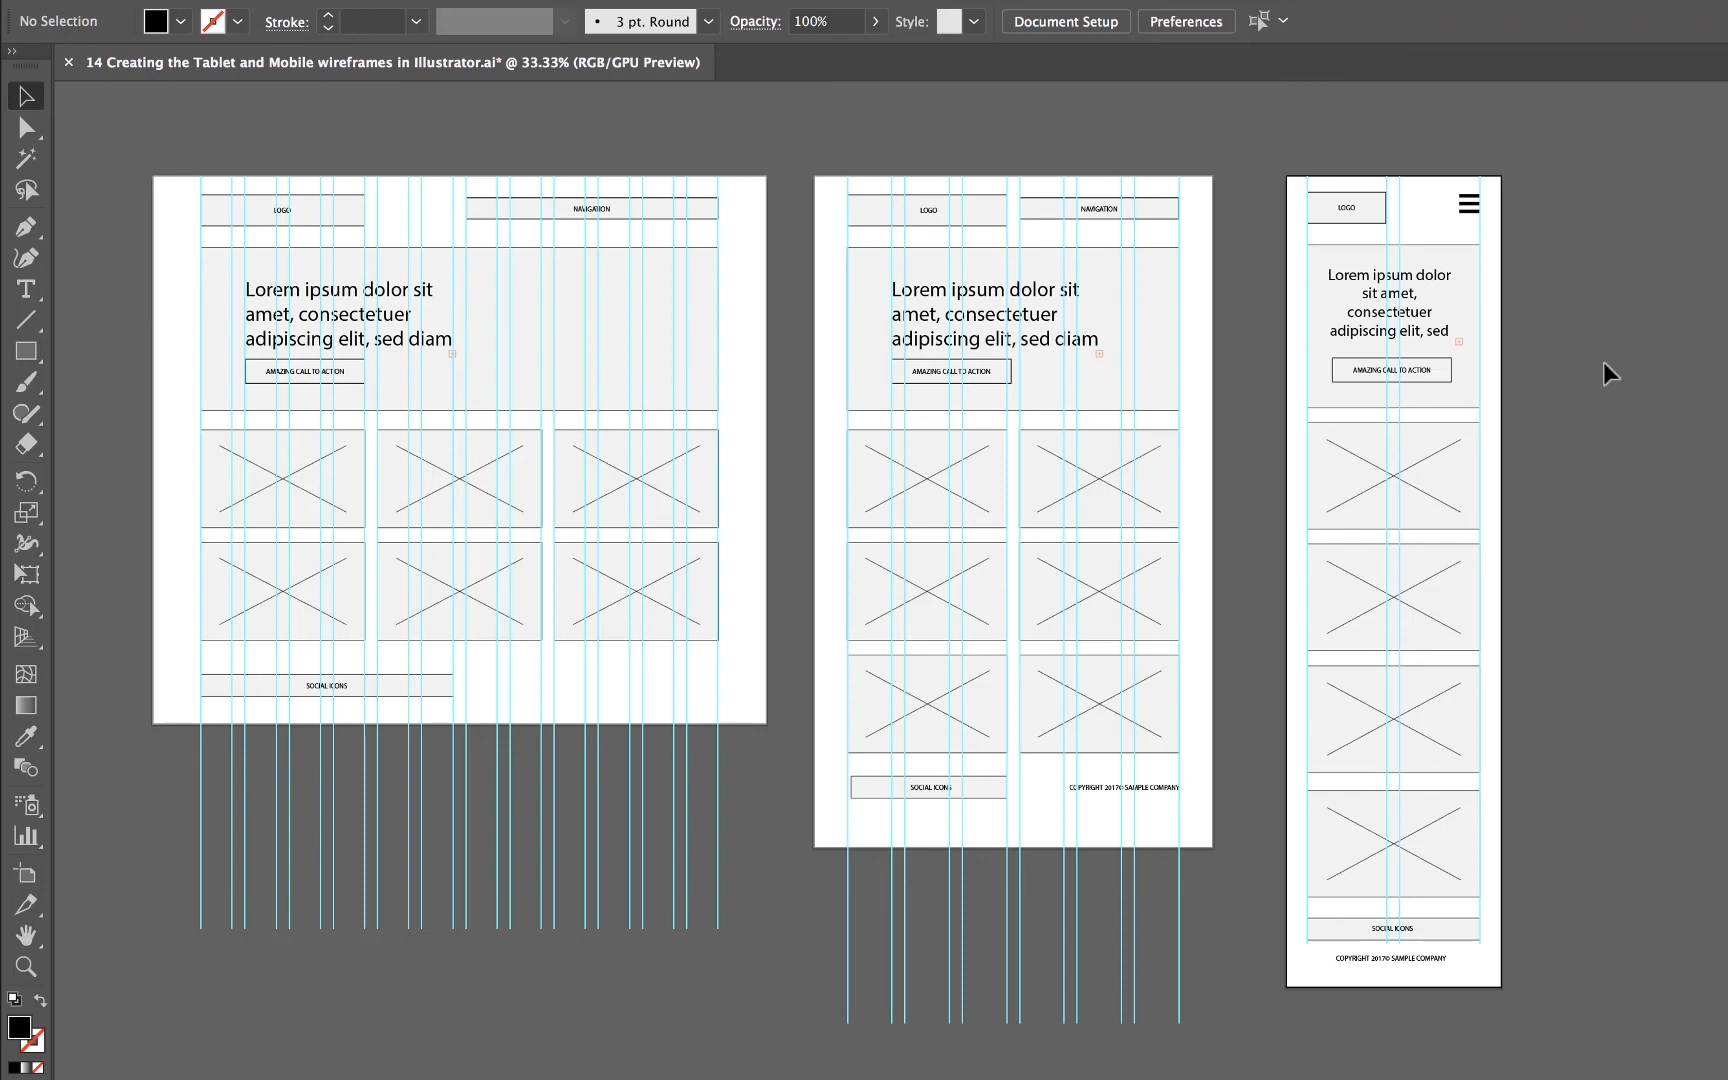 No Selection
Stroke:
3 pt. Round
Opacity:
100%
Style:
Document Setup
Preferences
14 Creating the Tablet and Mobile wireframes in Illustrator.ai* @ 33.33% (RGB/GPU Preview)
LOGO
NAVIGATION
Lorem ipsum dolor sit
amet, consectetuer
adipiscing elit, sed diam
AMAZING CALL TO ACTION
SOCIAL ICONS
LOGO
NAVIGATION
Lorem ipsum dolor sit
amet, consectetuer
adipiscing elit, sed diam
AMAZING CALL TO ACTION
SOCIAL ICONS
COPYRIGHT 2017© SAMPLE COMPANY
LOGO
Lorem ipsum dolor
sit amet,
consectetuer
adipiscing elit, sed
AMAZING CALL TO ACTION
SOCIAL ICONS
COPYRIGHT 2017© SAMPLE COMPANY